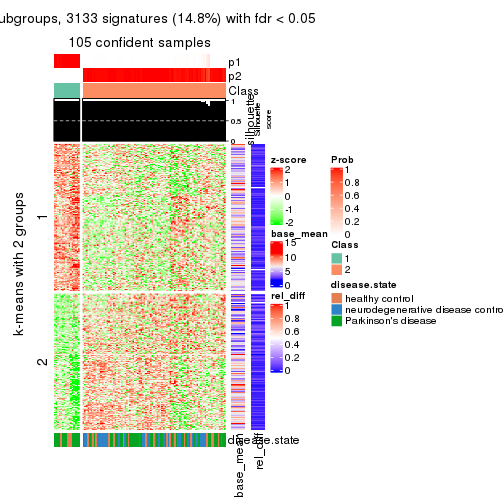 ubgroups, 3133 signatures (14.8%) with fdr < 0.05
105 confident samples
p1
p2
Class
1
0.5
0
silhouette
Silhouette
score
k-means with 2 groups
1
2
z-score
2
1
0
-1
-2
base_mean
15
10
5
0
rel_diff
1
0.8
0.6
0.4
0.2
0
Prob
1
0.8
0.6
0.4
0.2
0
Class
1
2
disease.state
healthy control
neurodegenerative disease contro
Parkinson's disease
disease.state
base_mean
rel_diff